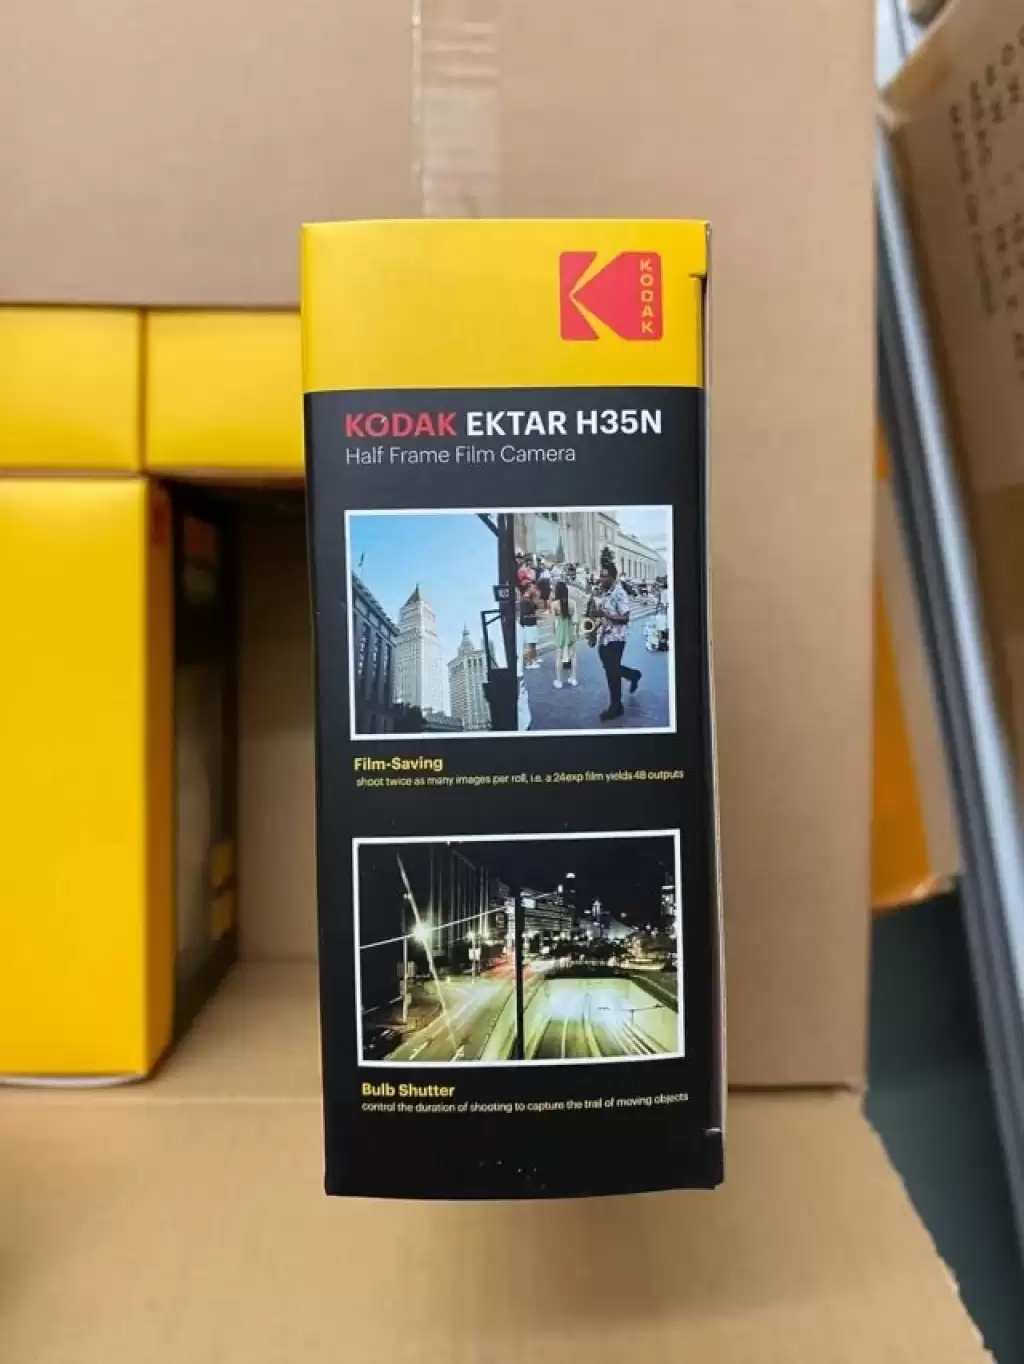 KODAK
KODAK EKTAR H35N
Half Frame Film Camera
Film-Saving
shoot twice as many images per roll, i.e. a 24exp film yields 48 outputs
Bulb Shutter
control the duration of shooting to capture the trail of moving objects